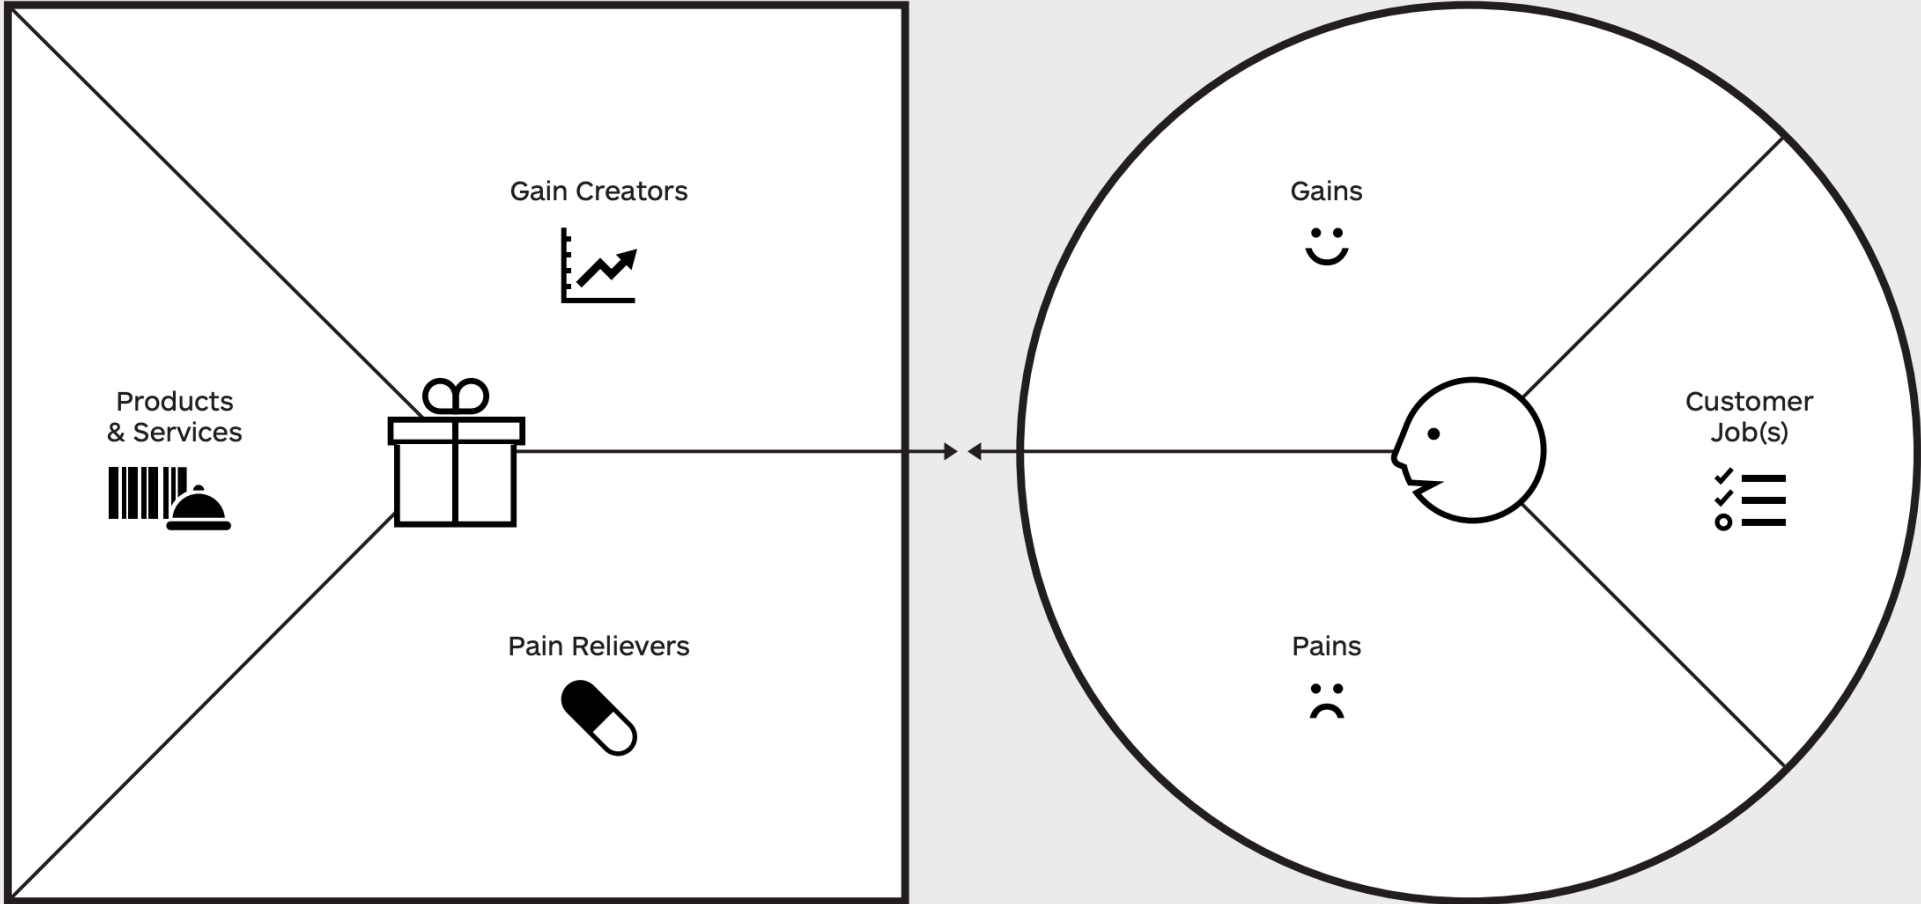 Gain Creators
Products
& Services
Pain Relievers
Gains
Customer
Job(s)
Pains